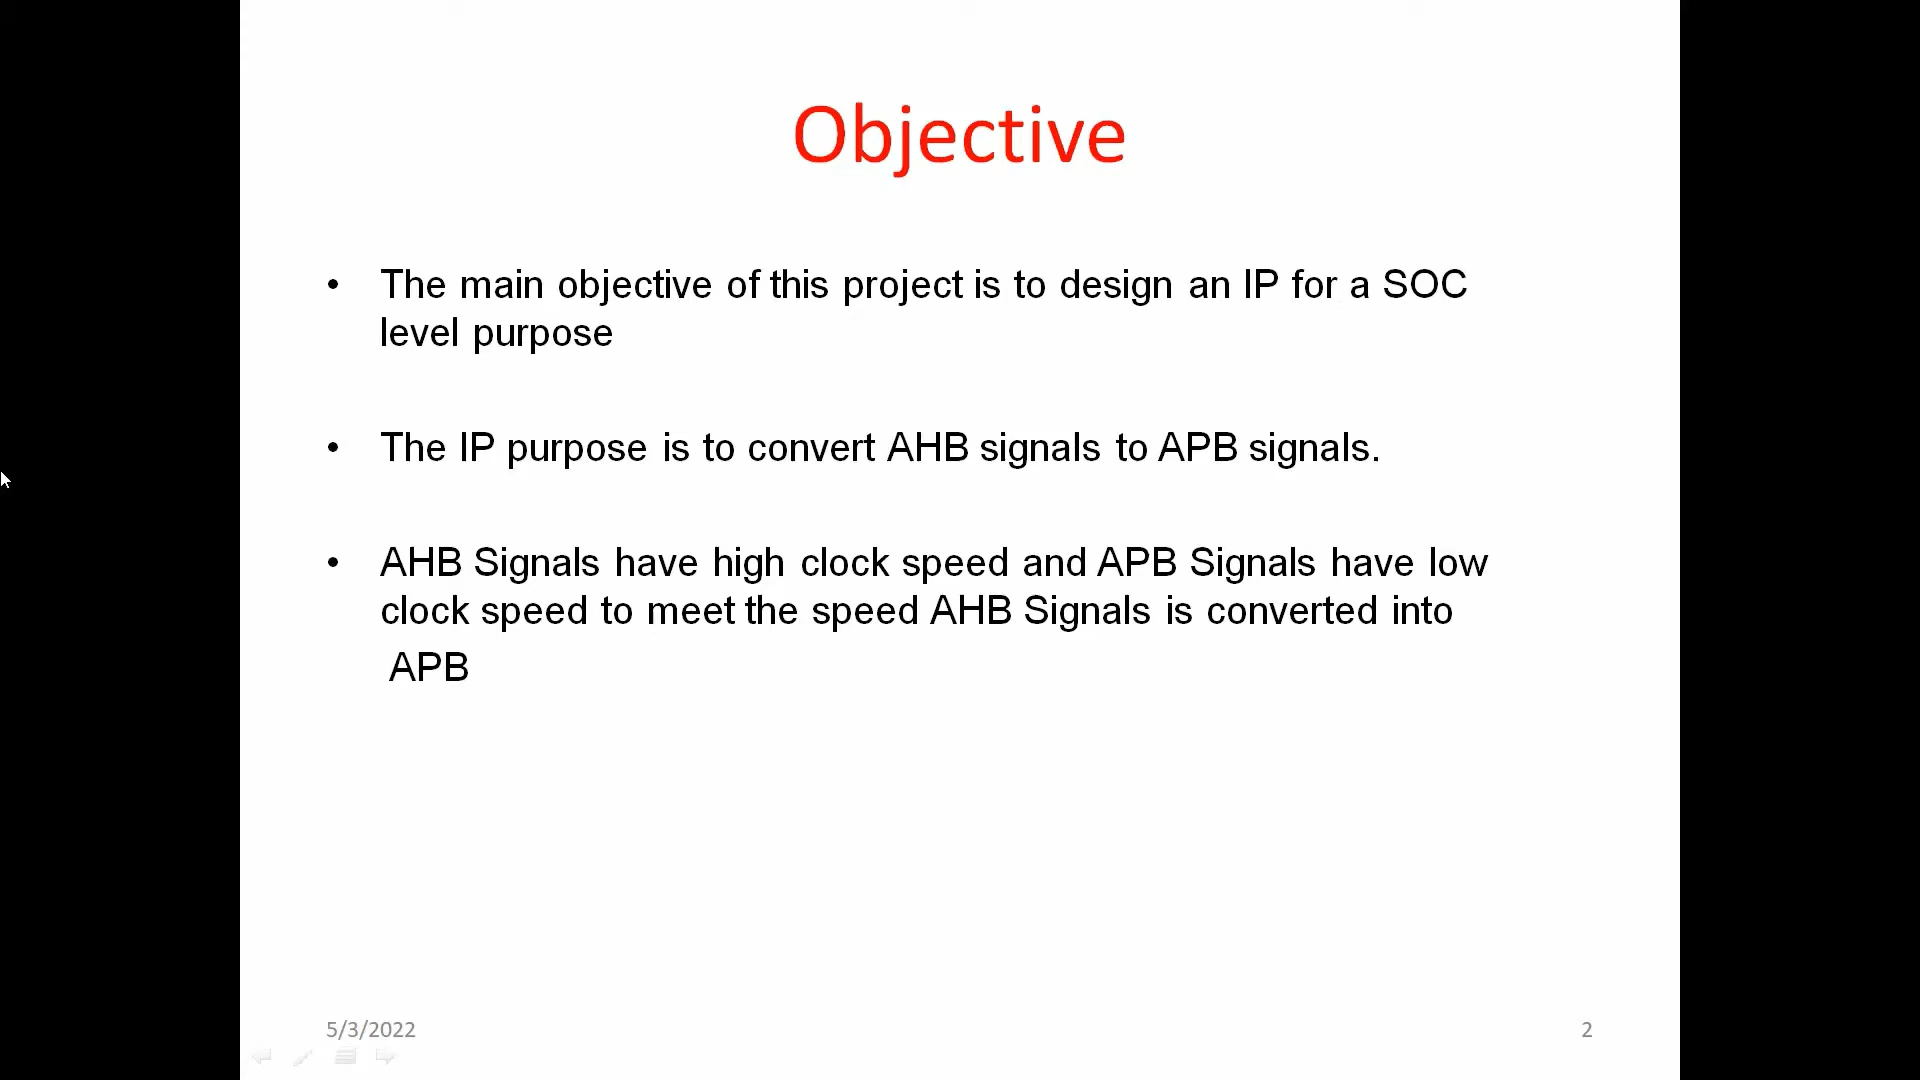 Objective
• The main objective of this project is to design an IP for a SOC
level purpose
• The IP purpose is to convert AHB signals to APB signals.
• AHB Signals have high clock speed and APB Signals have low
clock speed to meet the speed AHB Signals is converted into
APB
5/3/2022
2